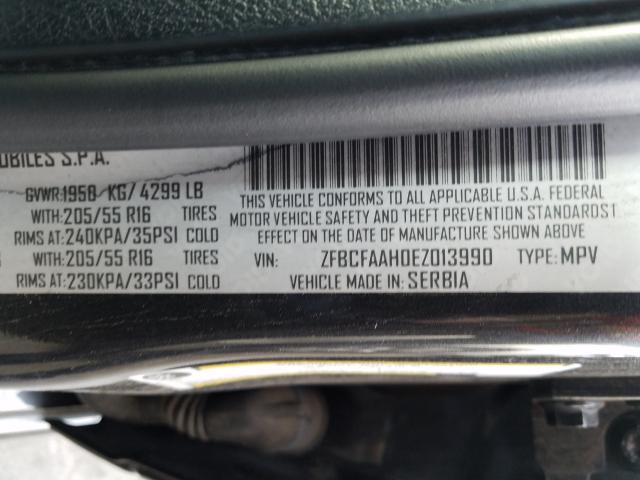 OBILES S.P.A.
GVWR:1950 KG/ 4299 LB
WITH:205/55 R16 TIRES
RIMS AT:240KPA/35PSI COLD
WITH:205/55 R16 TIRES
RIMS AT:230KPA/33PSI COLD
THIS VEHICLE CONFORMS TO ALL APPLICABLE U.S.A. FEDERAL
MOTOR VEHICLE SAFETY AND THEFT PREVENTION STANDARDS I
EFFECT ON THE DATE OF MANUFACTURE SHOWN ABOVE
VIN: ZFBCFAAH0EZ013990 TYPE: MPV
VEHICLE MADE IN: SERBIA